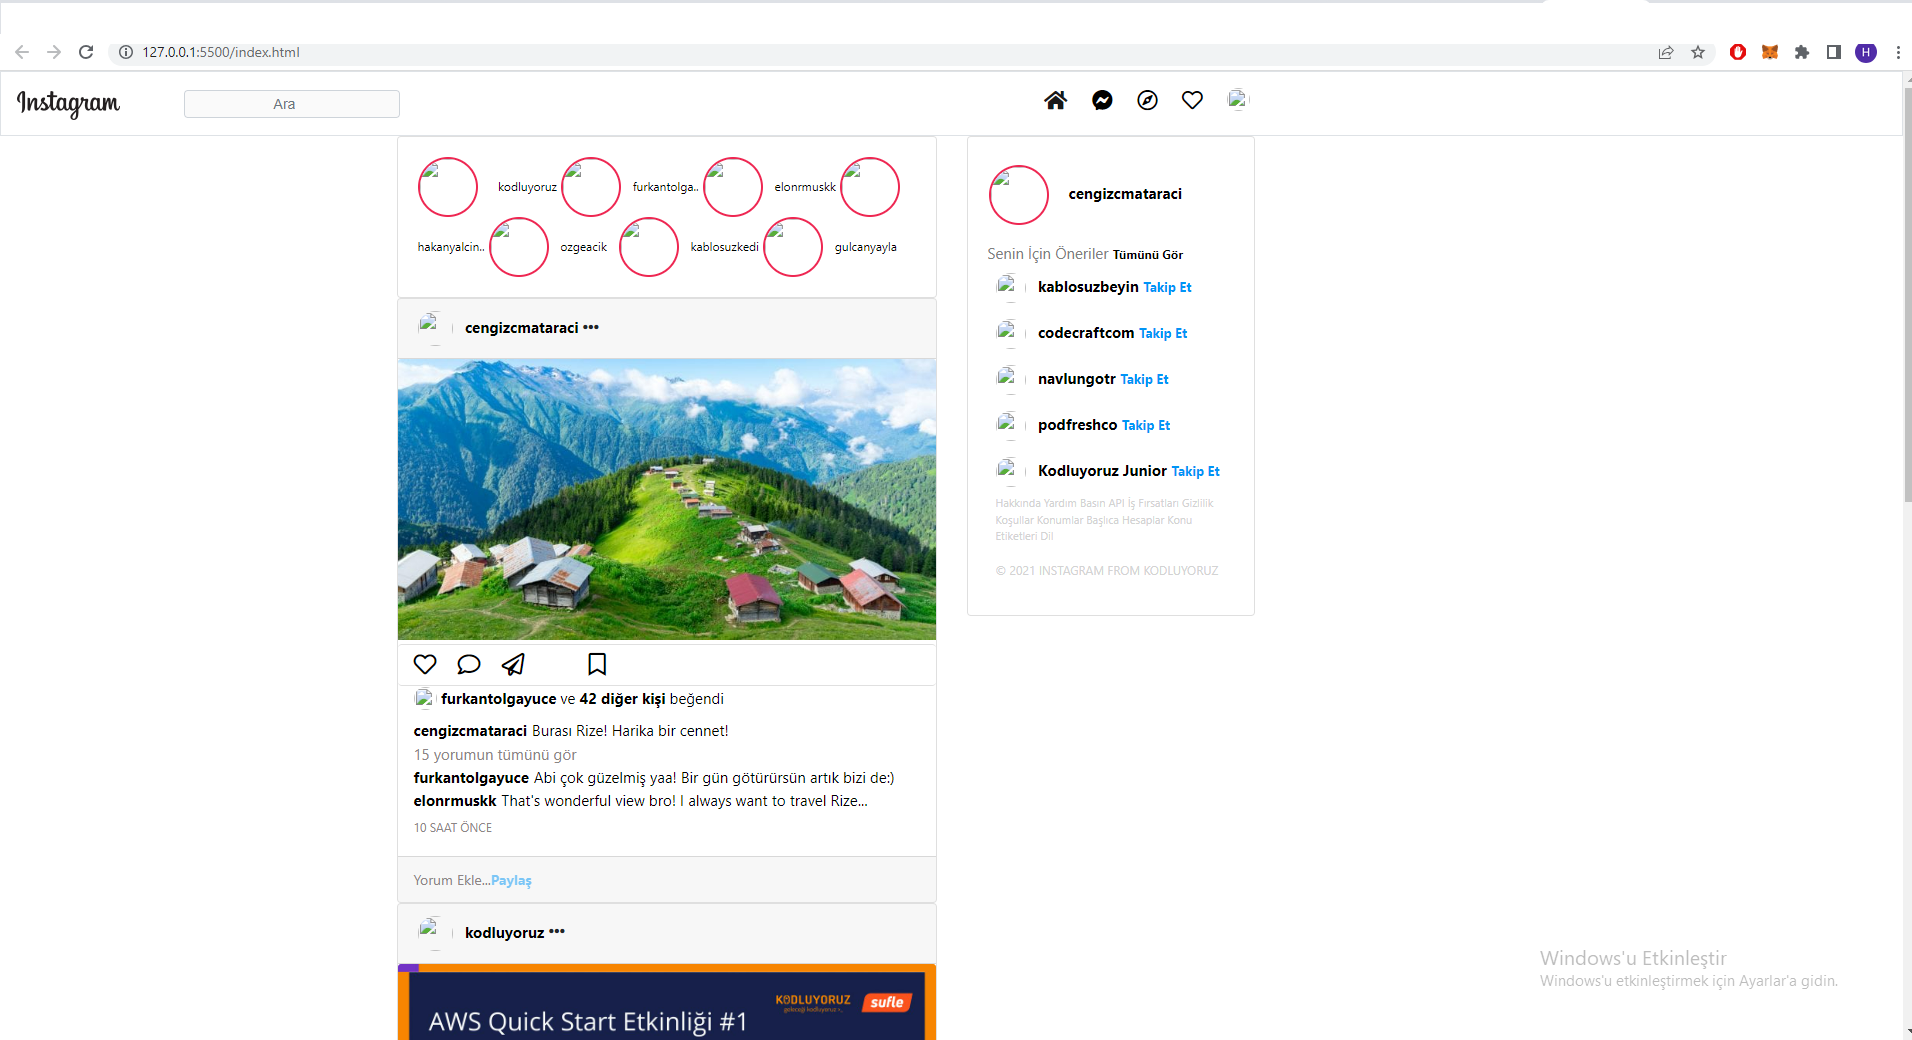 127.0.0.1:5500/index.html
H
Instagram
Ara
kodluyoruz furkantolga.. elonrmuskk
hakanyalcin.. ozgeacik kablosuzkedi gulcanyayla
cengizcmataraci •••
furkantolgayuce ve 42 diğer kişi beğendi
cengizcmataraci Burası Rize! Harika bir cennet!
15 yorumun tümünü gör
furkantolgayuce Abi çok güzelmiş yaa! Bir gün götürürsün artık bizi de:)
elonrmuskk That's wonderful view bro! I always want to travel Rize...
10 SAAT ÖNCE
Yorum Ekle...Paylaş
kodluyoruz •••
KODLUYORUZ
geleceği kodluyoruz >_
sufle
AWS Quick Start Etkinliği #1
cengizcmataraci
Senin İçin Öneriler Tümünü Gör
kablosuzbeyin Takip Et
codecraftcom Takip Et
navlungotr Takip Et
podfreshco Takip Et
Kodluyoruz Junior Takip Et
Hakkında Yardım Basın API İş Fırsatları Gizlilik
Koşullar Konumlar Başlıca Hesaplar Konu
Etiketleri Dil
© 2021 INSTAGRAM FROM KODLUYORUZ
Windows'u Etkinleştir
Windows'u etkinleştirmek için Ayarlar'a gidin.